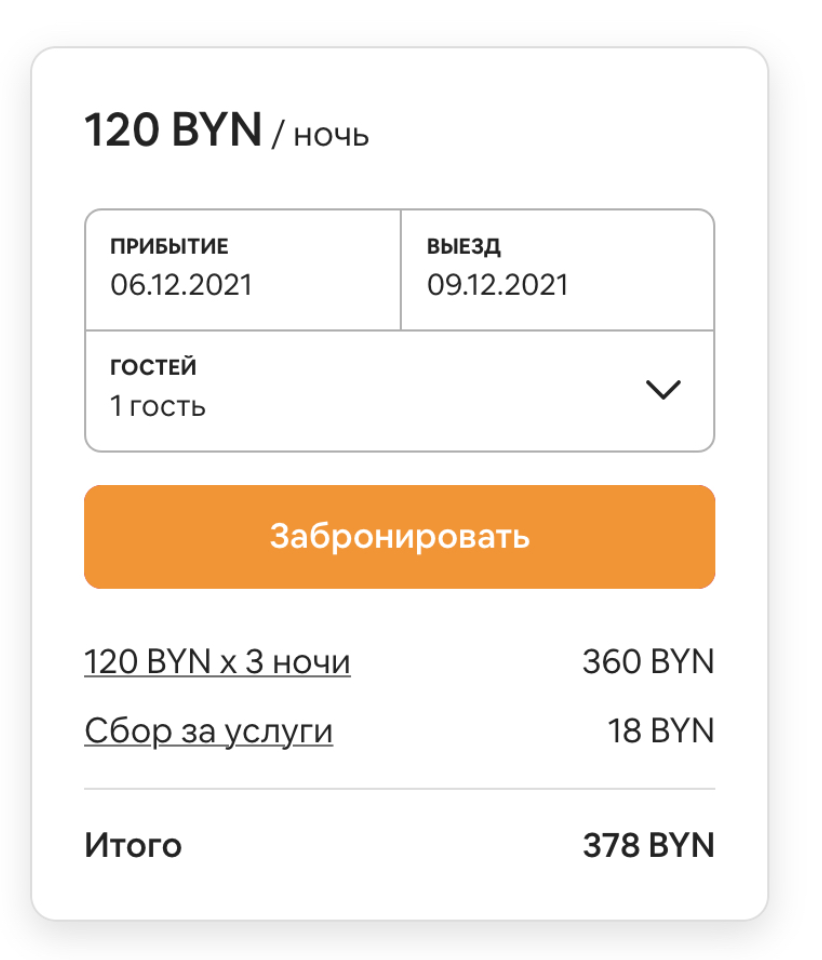 120 BYN / ночь
ПРИБЫТИЕ
06.12.2021
ВЫЕЗД
09.12.2021
ГОСТЕЙ
1 гость
Забронировать
120 BYN x 3 ночи
360 BYN
Сбор за услуги
18 BYN
Итого
378 BYN